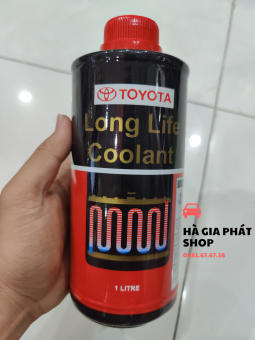 TOYOTA
Long Life
Coolant
1 LITRE
HÀ GIA PHÁT
SHOP